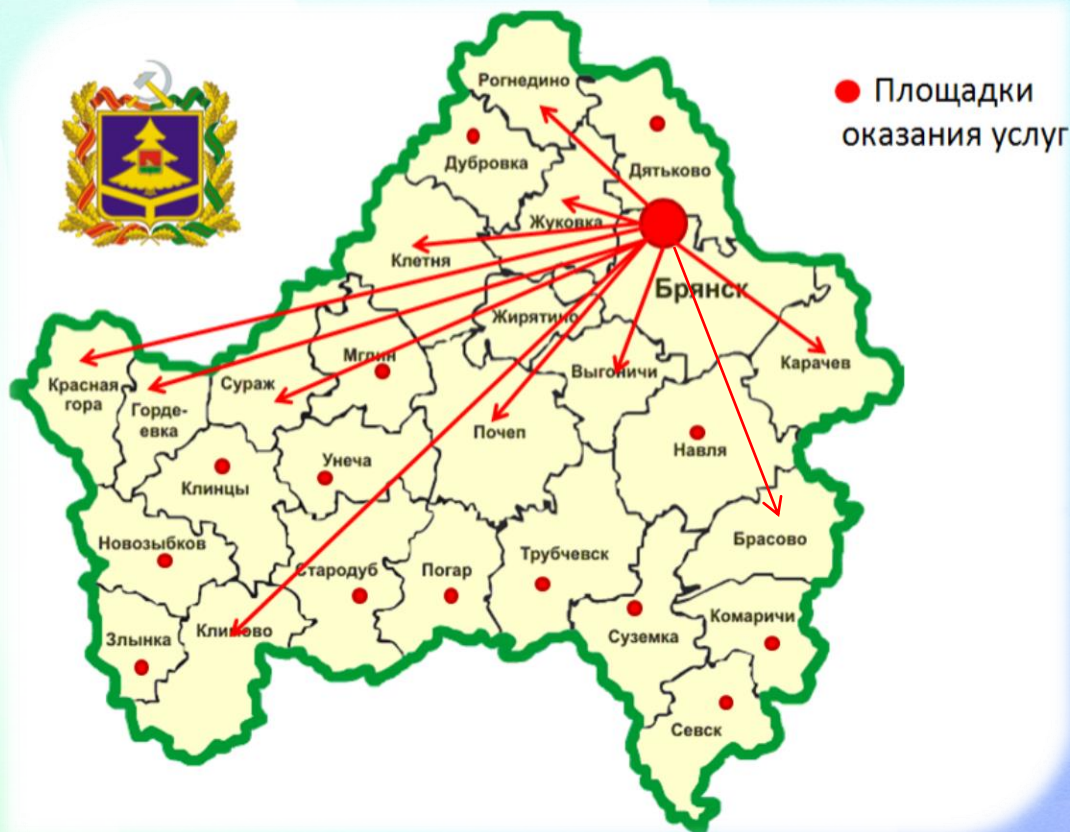 Рогнедино
Площадки
оказания услуг
Дубровка
Дятьково
Жуковка
Клетня
Брянск
Жирятино
Мглин
Карачев
Красная
гора
Сураж
Выгоничи
Горде-
евка
Почеп
Навля
Унеча
Клинцы
Новозыбков
Брасово
Трубчевск
Стародуб
Погар
Комаричи
Злынка
Климово
Суземка
Севск